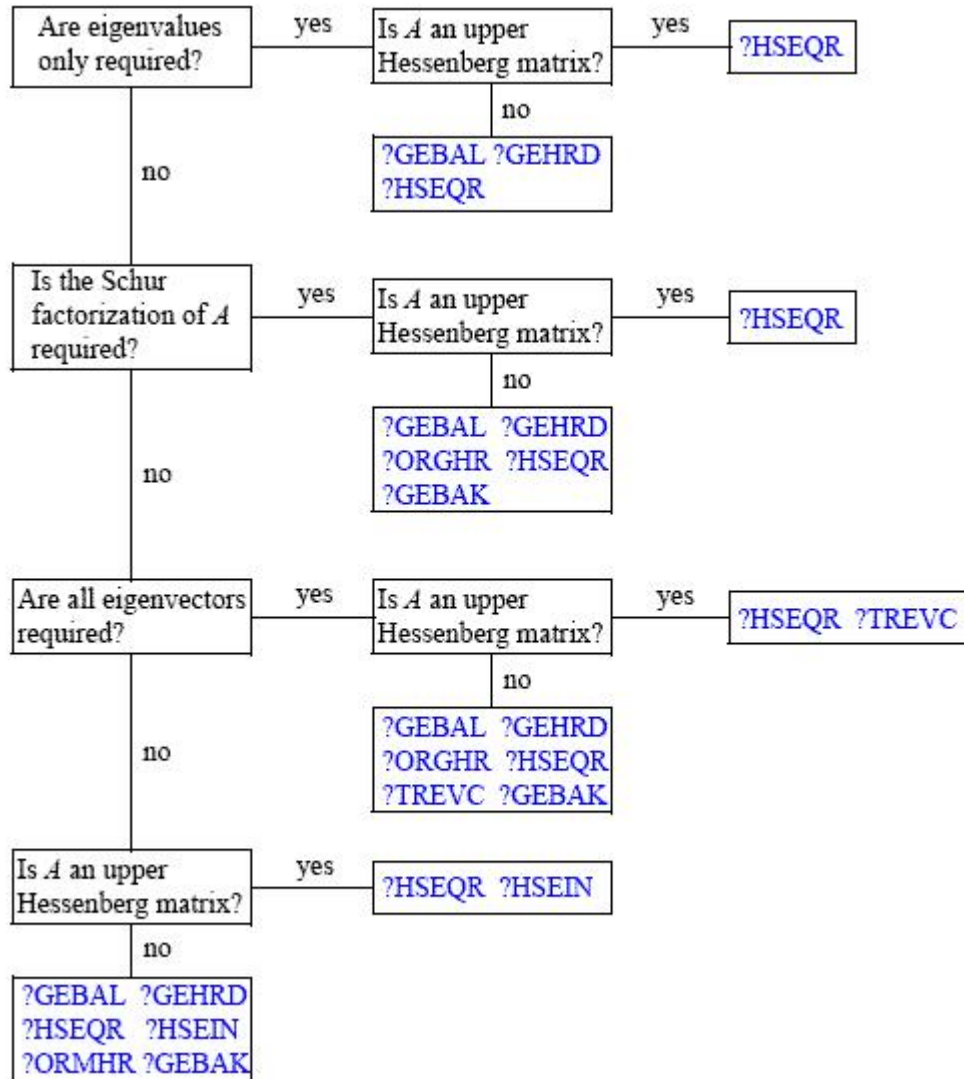 Are eigenvalues
only required?
yes
Is A an upper
Hessenberg matrix?
yes
?HSEQR
no
?GEBAL ?GEHRD
?HSEQR
no
Is the Schur
factorization of A
required?
yes
Is A an upper
Hessenberg matrix?
yes
?HSEQR
no
?GEBAL ?GEHRD
?ORGHR ?HSEQR
?GEBAK
no
Are all eigenvectors
required?
yes
Is A an upper
Hessenberg matrix?
yes
?HSEQR ?TREVC
no
?GEBAL ?GEHRD
?ORGHR ?HSEQR
?TREVC ?GEBAK
no
Is A an upper
Hessenberg matrix?
yes
?HSEQR ?HSEIN
no
?GEBAL ?GEHRD
?HSEQR ?HSEIN
?ORMHR ?GEBAK